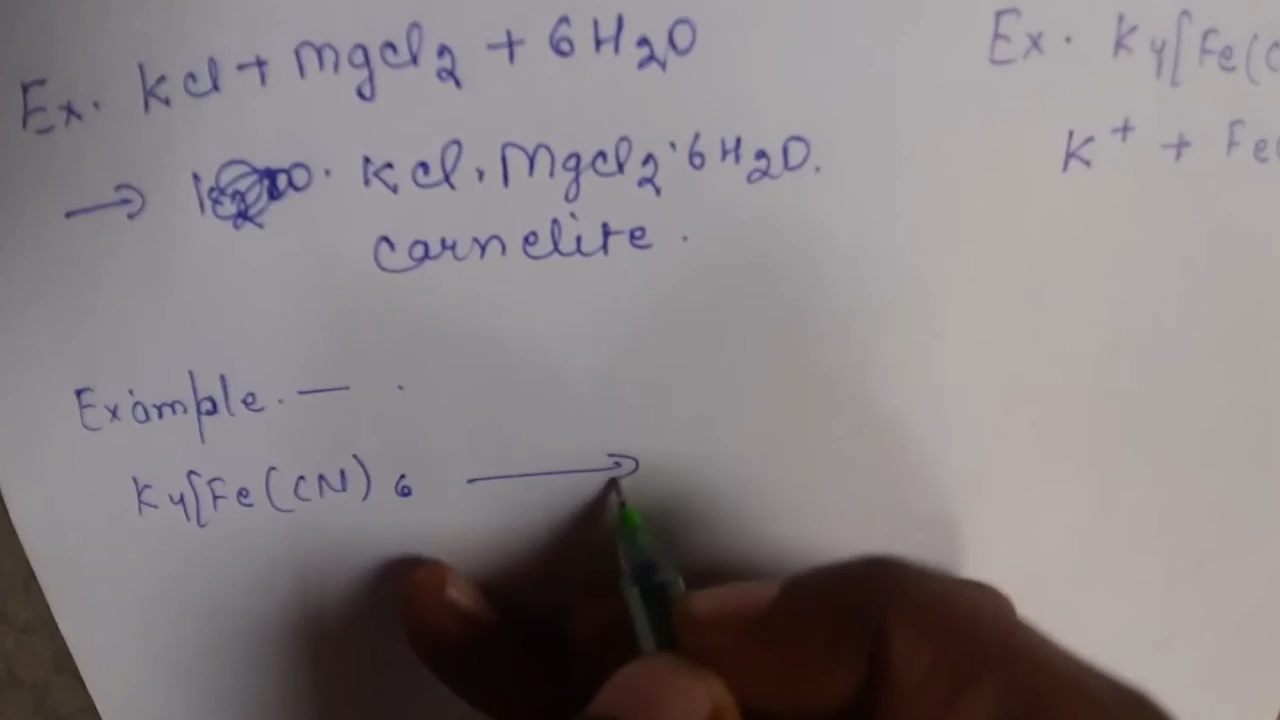 Ex. KCl + MgCl2 + 6H2O
→ KCl. MgCl2.6H2O.
Carnelite.
Example. —
K4[Fe(CN)6 →
Ex. K4[Fe(C
K+ + Fe